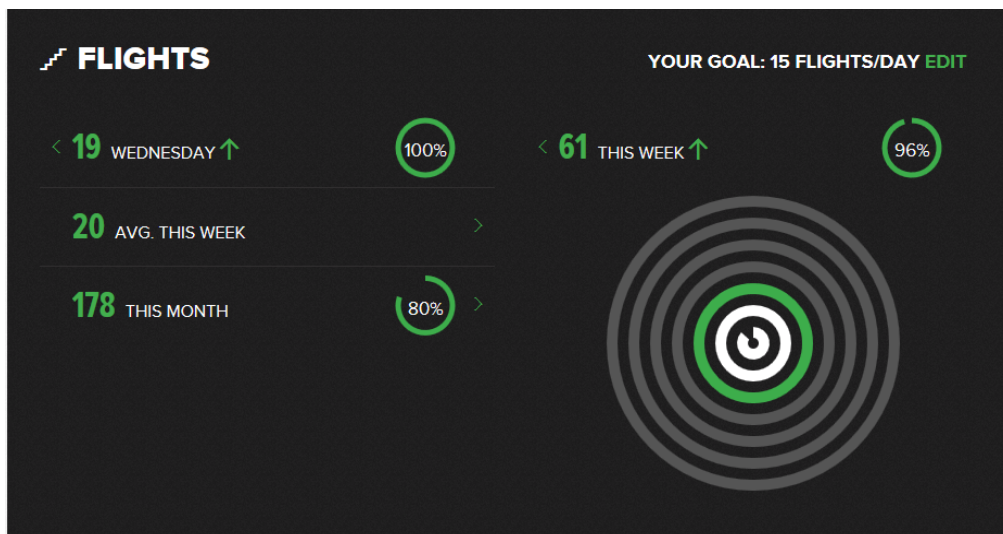 FLIGHTS
YOUR GOAL: 15 FLIGHTS/DAY EDIT
19 WEDNESDAY 100%
61 THIS WEEK 96%
20 AVG. THIS WEEK
178 THIS MONTH 80%